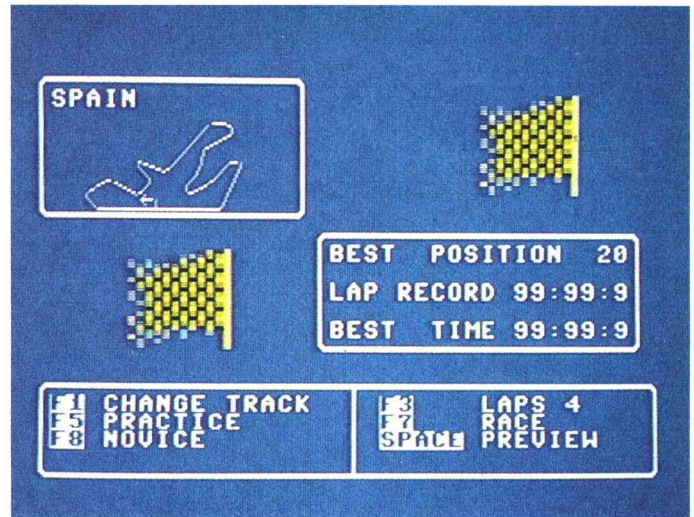 SPAIN
BEST POSITION 20
LAP RECORD 99:99:9
BEST TIME 99:99:9
F1 CHANGE TRACK
F5 PRACTICE
F8 NOVICE
F3 LAPS 4
F7 RACE
SPACE PREVIEW